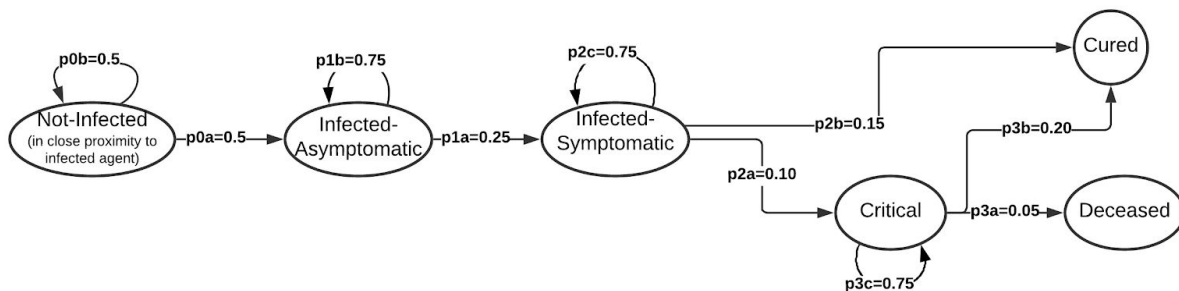 p0b=0.5
Not-Infected
(in close proximity to
infected agent)
p0a=0.5
p1b=0.75
Infected-
Asymptomatic
p1a=0.25
p2c=0.75
Infected-
Symptomatic
p2b=0.15
p2a=0.10
Cured
p3b=0.20
Critical
p3a=0.05
Deceased
p3c=0.75